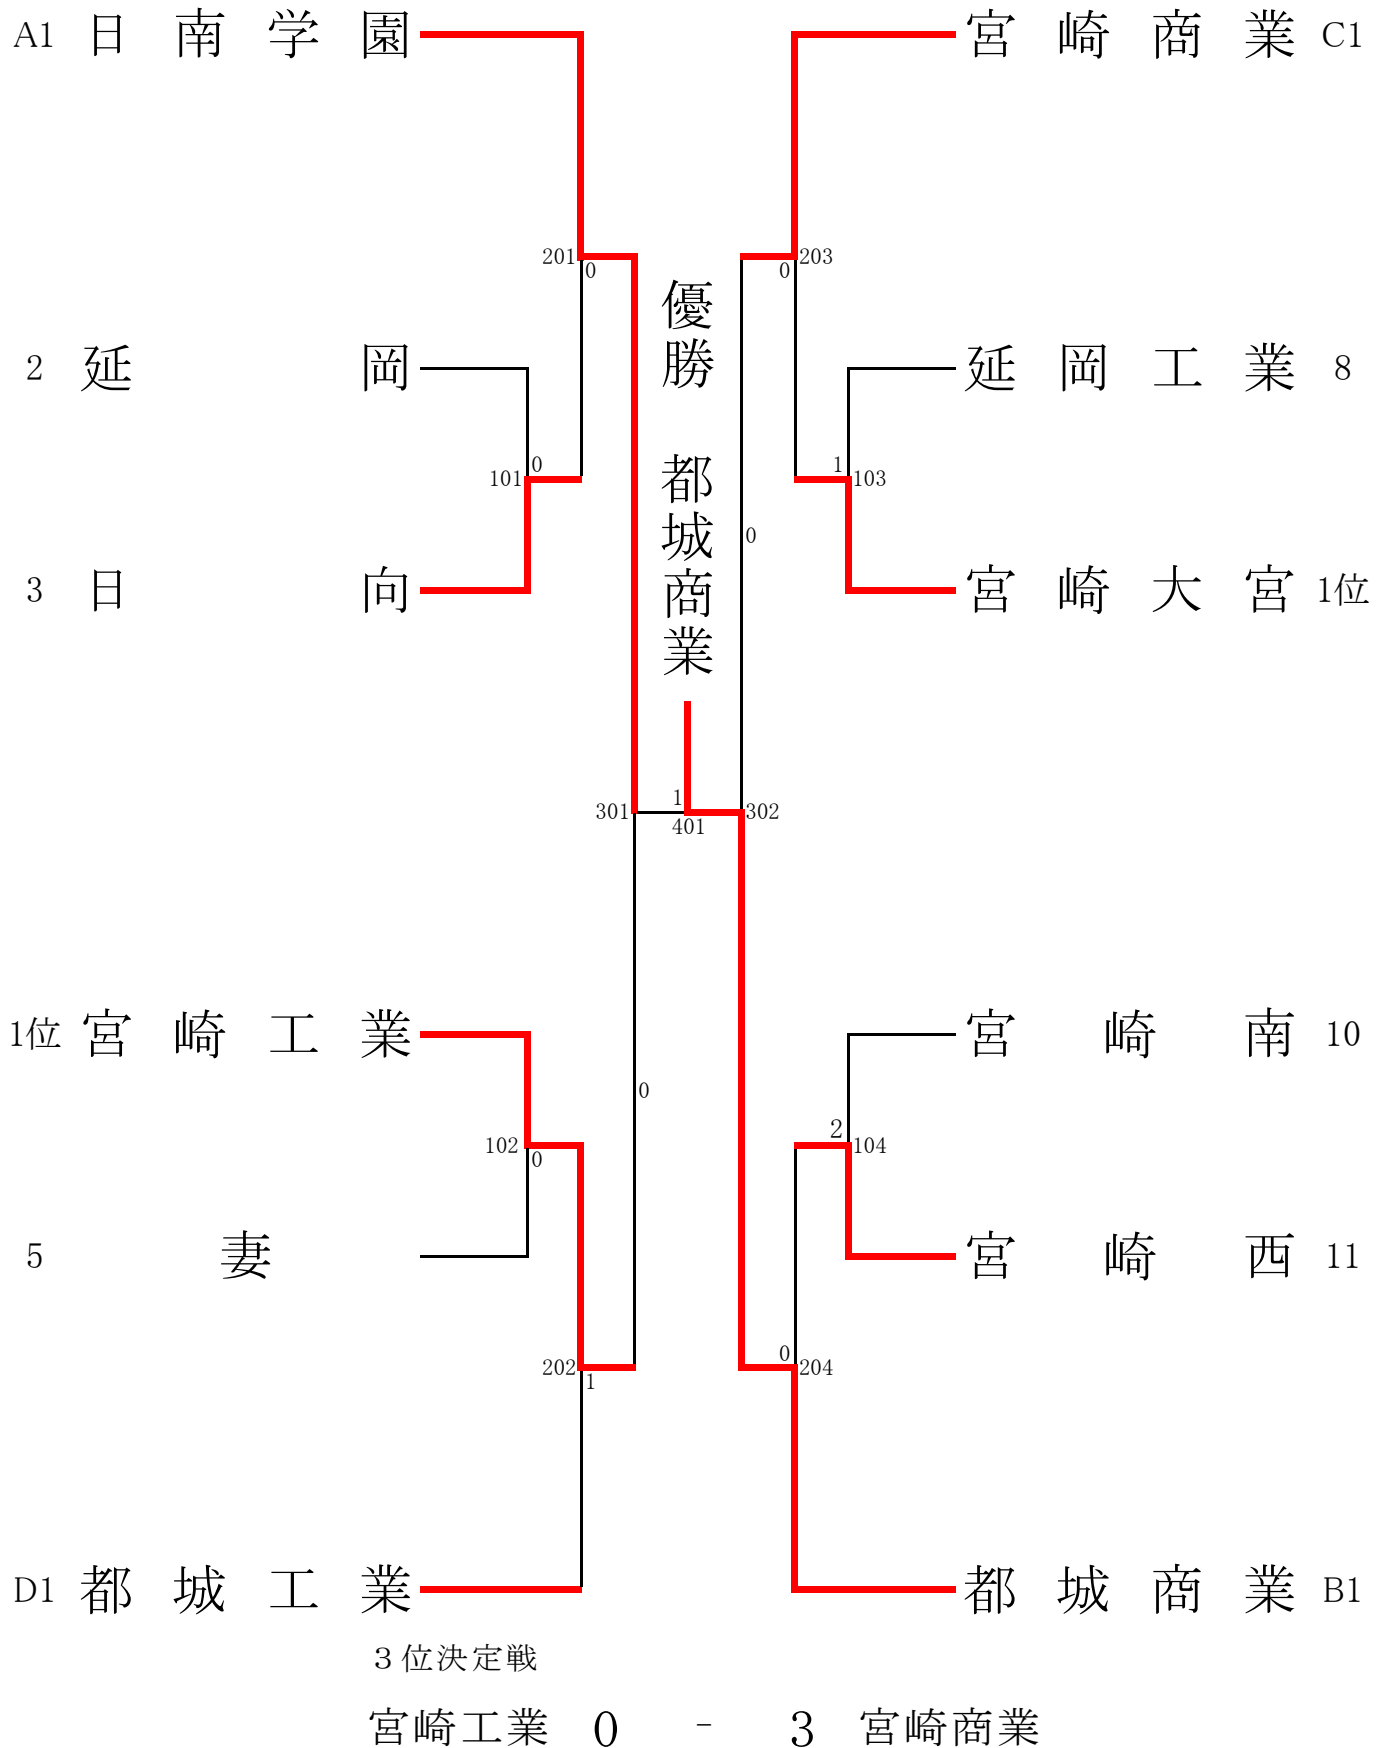 A1 日南学園
宮崎商業 C1
201
0
0
203
2 延岡
延岡工業 8
101
0
1
103
3 日向
宮崎大宮 1位
優勝 都城商業
0
301
1
401
302
1位 宮崎工業
宮崎南 10
0
102
0
2
104
5 妻
宮崎西 11
202
1
0
204
D1 都城工業
都城商業 B1
３位決定戦
宮崎工業 0 － 3 宮崎商業